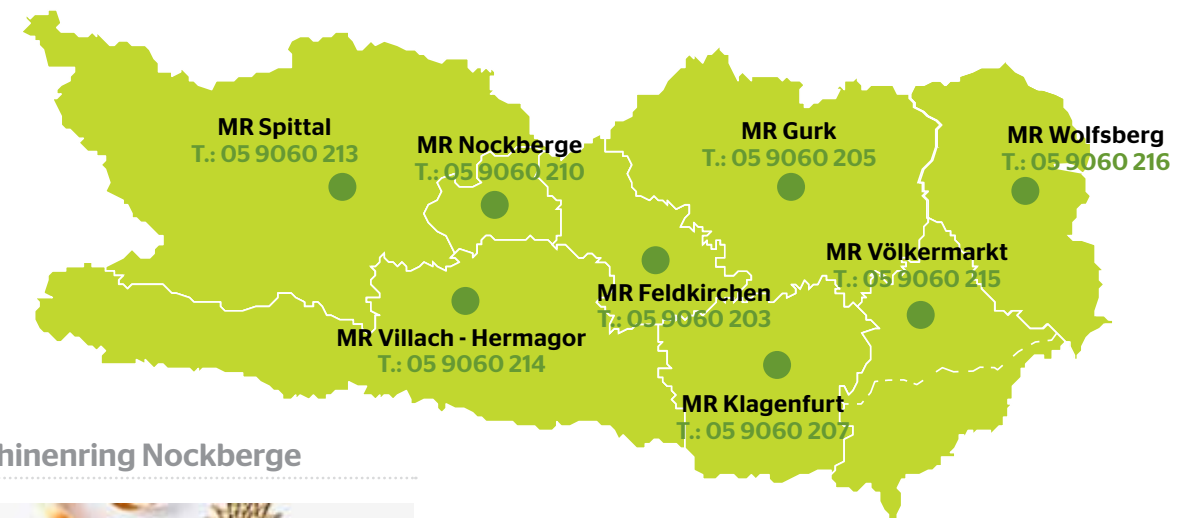 MR Spittal
T.: 05 9060 213
MR Nockberge
T.: 05 9060 210
MR Gurk
T.: 05 9060 205
MR Wolfsberg
T.: 05 9060 216
MR Völkermarkt
T.: 05 9060 215
MR Feldkirchen
T.: 05 9060 203
MR Villach - Hermagor
T.: 05 9060 214
MR Klagenfurt
T.: 05 9060 207
hinenring Nockberge